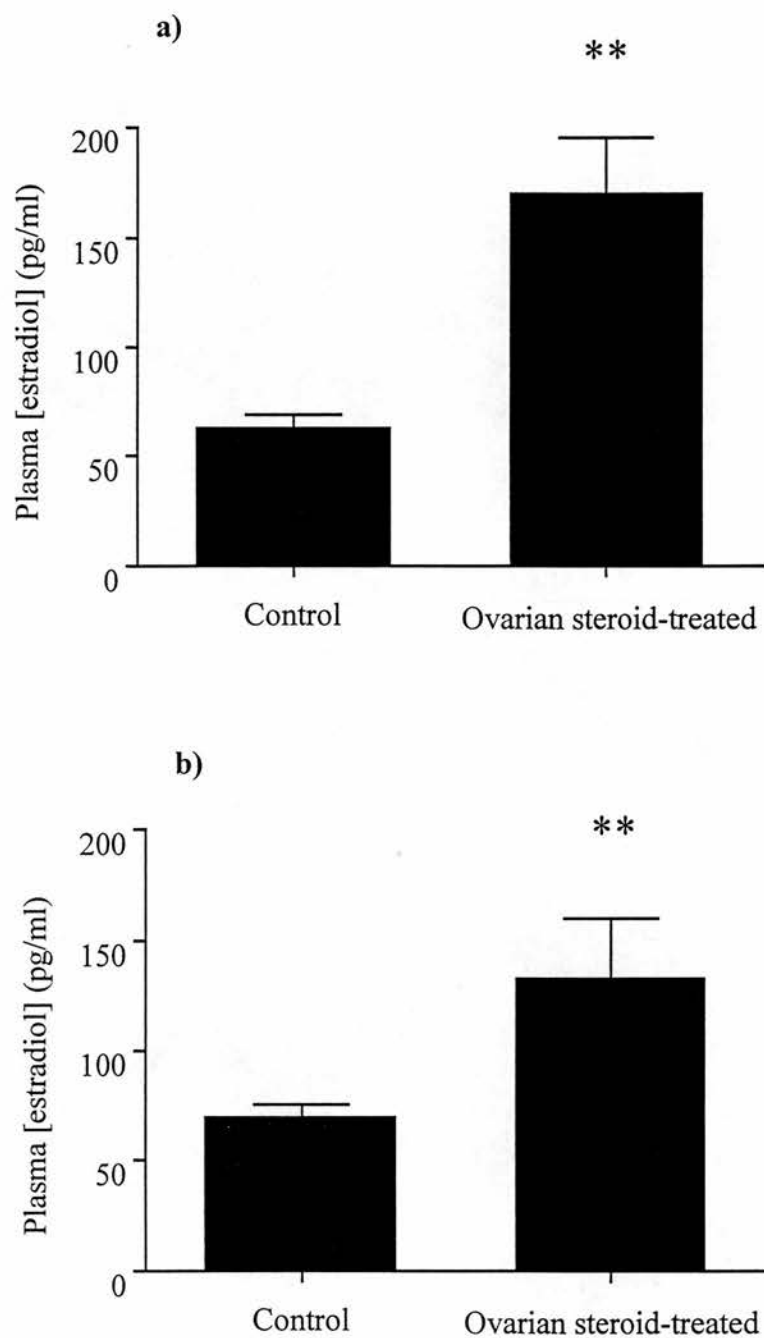 a)
**
200
150
100
50
0
Plasma [estradiol] (pg/ml)
Control
Ovarian steroid-treated
b)
**
200
150
100
50
0
Plasma [estradiol] (pg/ml)
Control
Ovarian steroid-treated